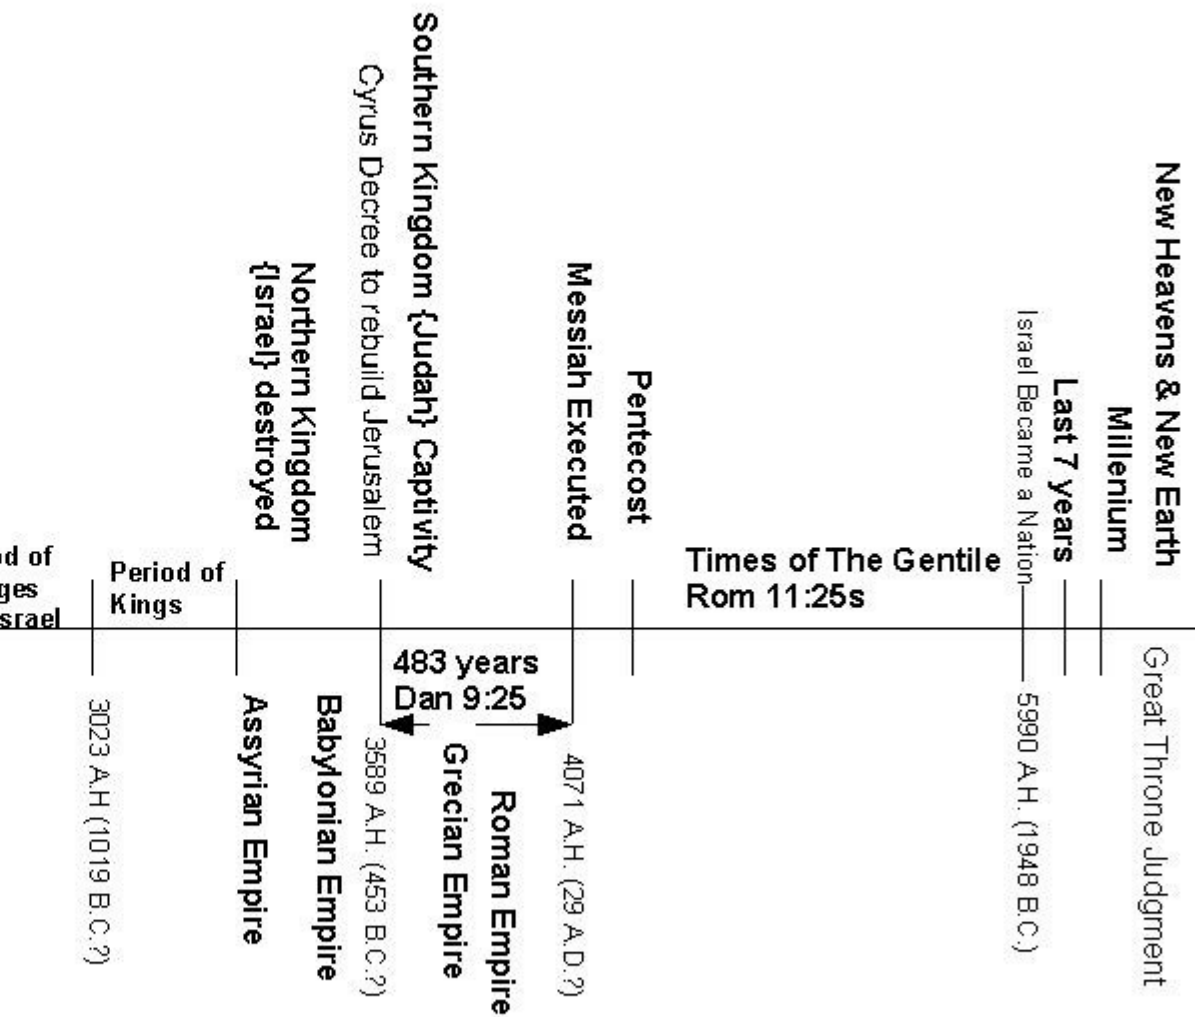 Southern Kingdom {Judah} Captivity
Cyrus Decree to rebuild Jerusalem
Northern Kingdom
{Israel} destroyed
Messiah Executed
Pentecost
Israel Became a Nation
Last 7 years
Millenium
New Heavens & New Earth
d of
ges
srael
Period of
Kings
Times of The Gentile
Rom 11:25s
483 years
Dan 9:25
3023 A.H (1019 B.C.?)
Assyrian Empire
Babylonian Empire
3589 A.H. (453 B.C.?)
Grecian Empire
Roman Empire
4071 A.H. (29 A.D.?)
5990 A.H. (1948 B.C.)
Great Throne Judgment